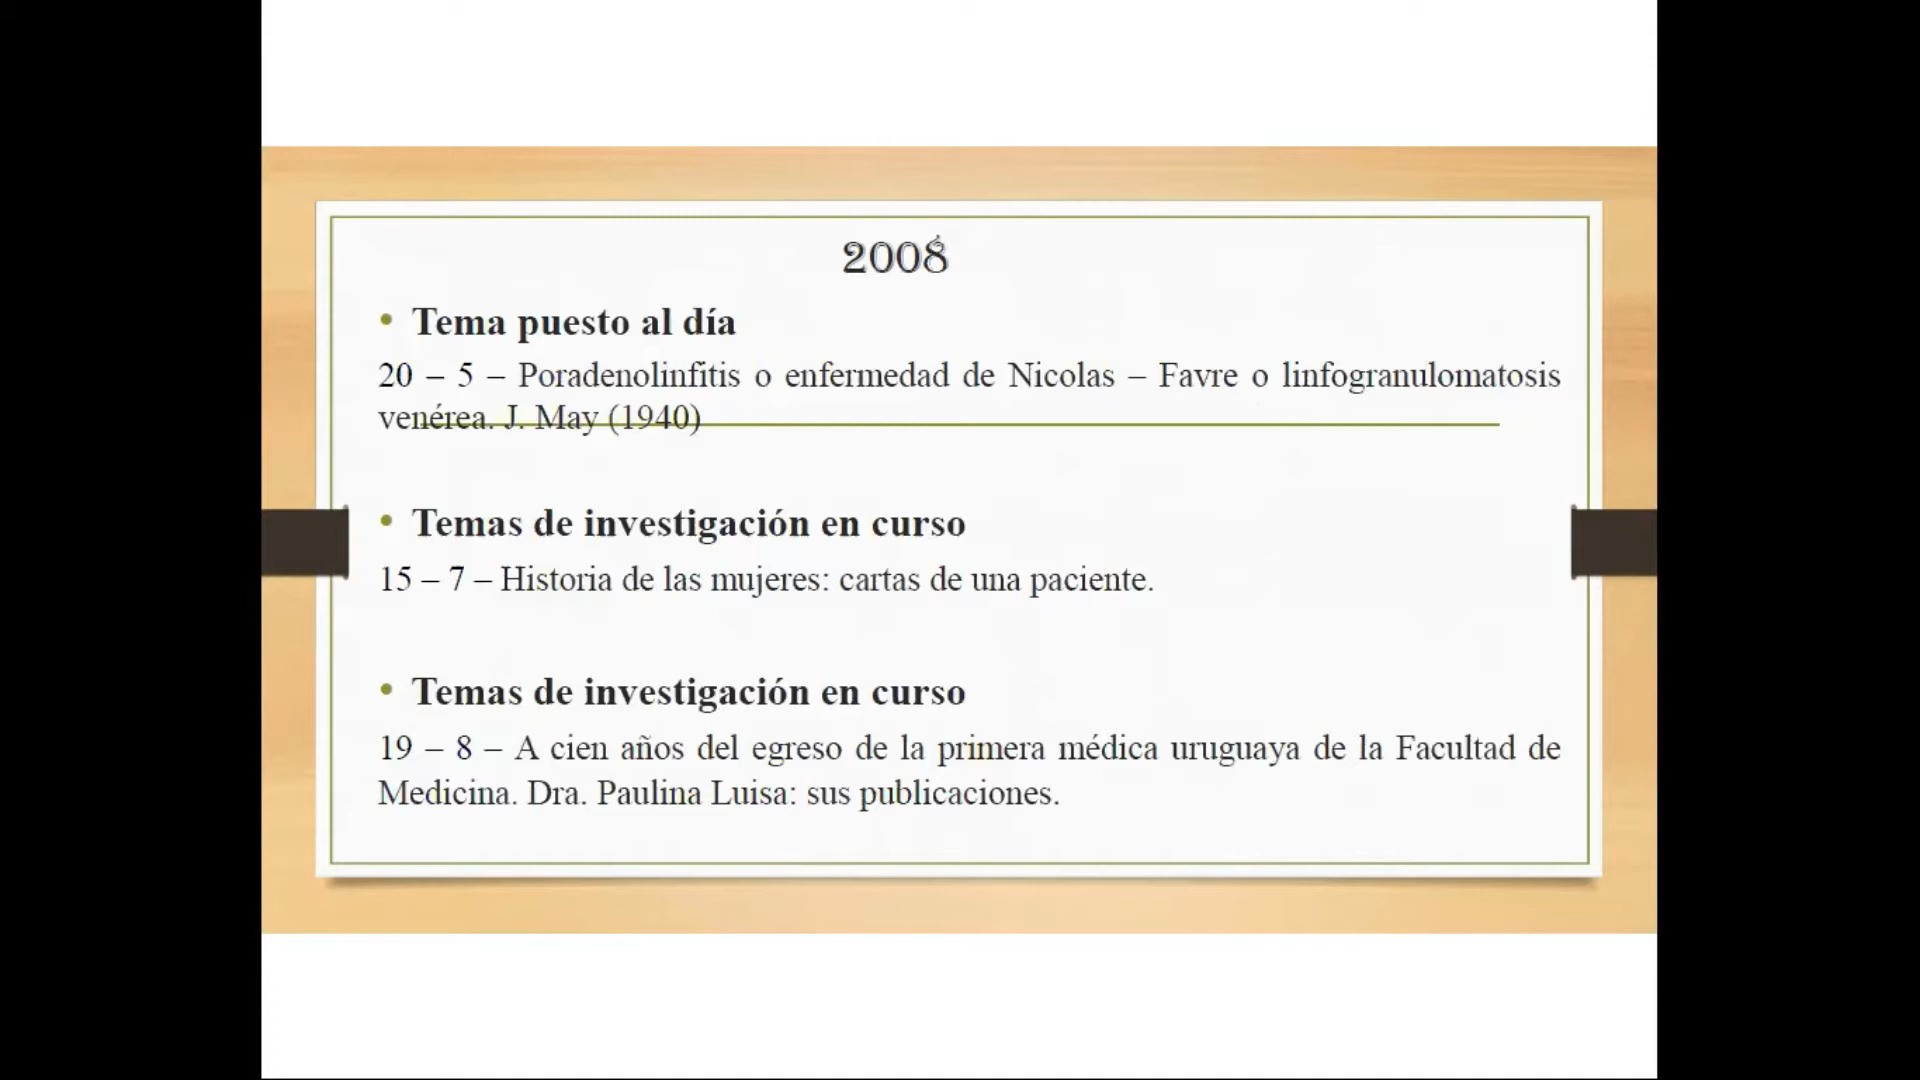 2008
• Tema puesto al día
20 – 5 – Poradenolinfitis o enfermedad de Nicolas – Favre o linfogranulomatosis
venérea. J. May (1940)
• Temas de investigación en curso
15 – 7 – Historia de las mujeres: cartas de una paciente.
• Temas de investigación en curso
19 – 8 – A cien años del egreso de la primera médica uruguaya de la Facultad de
Medicina. Dra. Paulina Luisa: sus publicaciones.